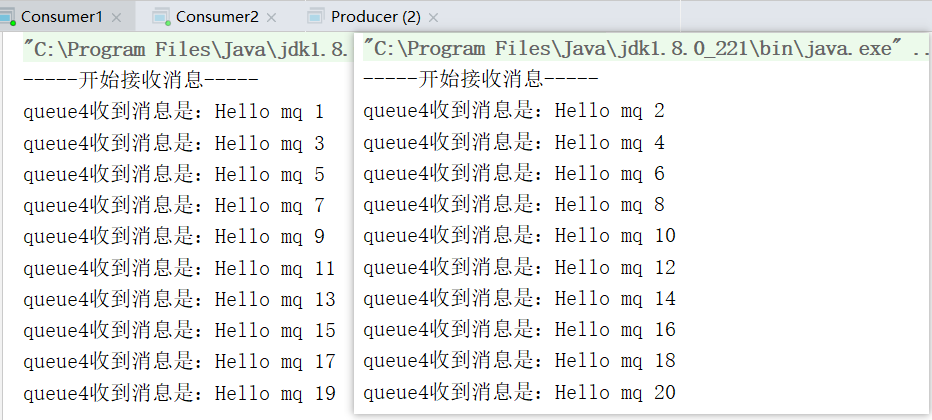 Consumer1 × Consumer2 × Producer (2) ×
"C:\Program Files\Java\jdk1.8.
-----开始接收消息-----
queue4收到消息是：Hello mq 1
queue4收到消息是：Hello mq 3
queue4收到消息是：Hello mq 5
queue4收到消息是：Hello mq 7
queue4收到消息是：Hello mq 9
queue4收到消息是：Hello mq 11
queue4收到消息是：Hello mq 13
queue4收到消息是：Hello mq 15
queue4收到消息是：Hello mq 17
queue4收到消息是：Hello mq 19
"C:\Program Files\Java\jdk1.8.0_221\bin\java.exe" ..
-----开始接收消息-----
queue4收到消息是：Hello mq 2
queue4收到消息是：Hello mq 4
queue4收到消息是：Hello mq 6
queue4收到消息是：Hello mq 8
queue4收到消息是：Hello mq 10
queue4收到消息是：Hello mq 12
queue4收到消息是：Hello mq 14
queue4收到消息是：Hello mq 16
queue4收到消息是：Hello mq 18
queue4收到消息是：Hello mq 20